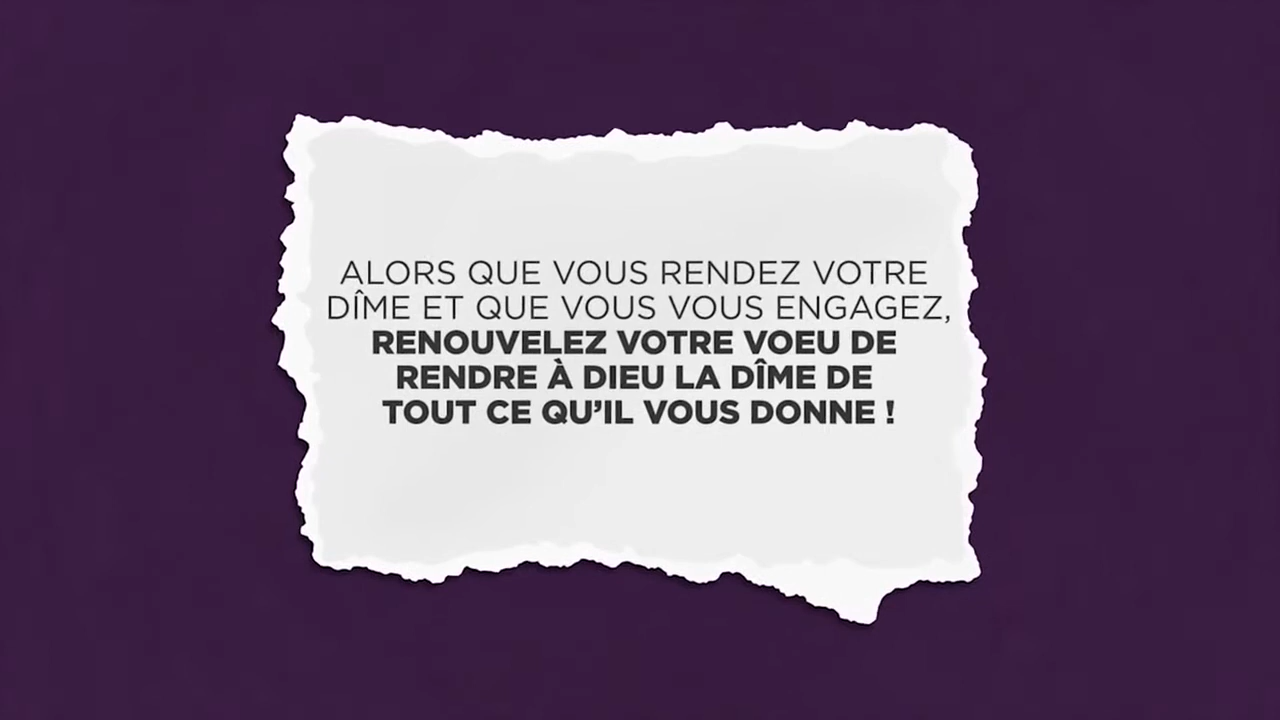 ALORS QUE VOUS RENDEZ VOTRE
DÎME ET QUE VOUS VOUS ENGAGEZ,
RENOUVELEZ VOTRE VOEU DE
RENDRE À DIEU LA DÎME DE
TOUT CE QU’IL VOUS DONNE !